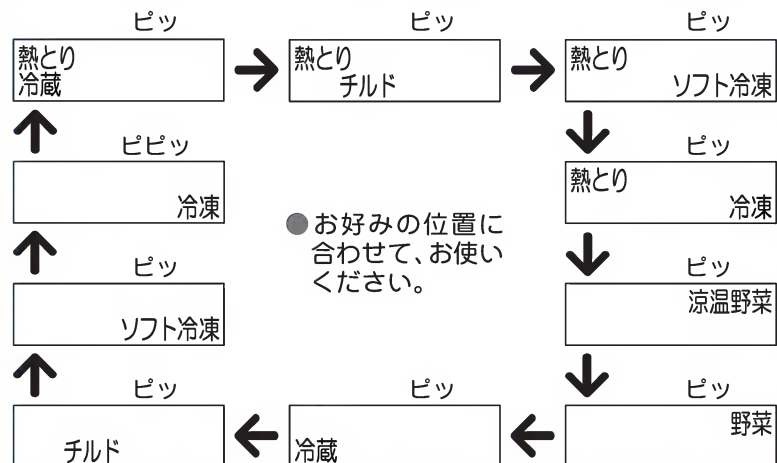 ピッ
熱とり
冷蔵
ピッ
熱とり
チルド
ピッ
熱とり
ソフト冷凍
ピッ
熱とり
冷凍
ピッ
涼温野菜
ピッ
野菜
ピッ
冷蔵
ピッ
チルド
ピッ
ソフト冷凍
ピピッ
冷凍
●お好みの位置に
合わせて、お使い
ください。